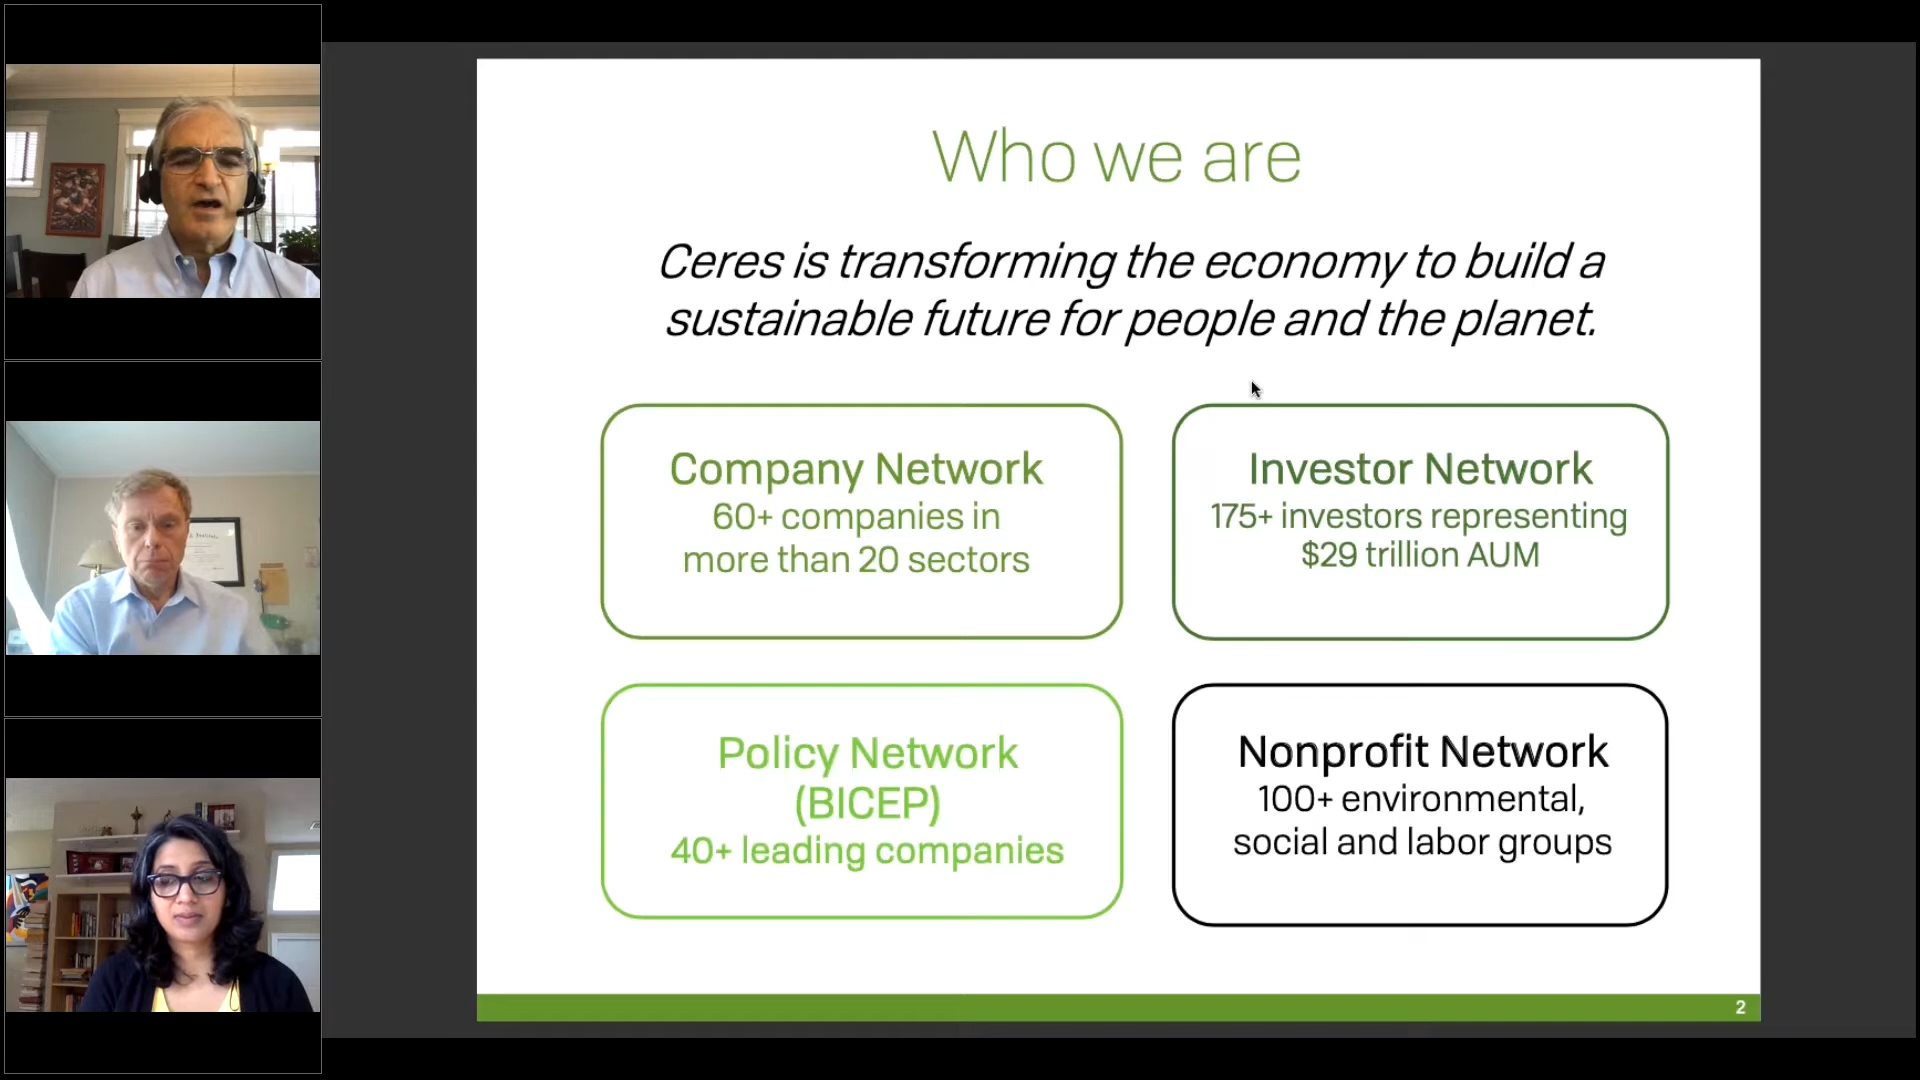 Who we are
Ceres is transforming the economy to build a
sustainable future for people and the planet.
Company Network
60+ companies in
more than 20 sectors
Investor Network
175+ investors representing
$29 trillion AUM
Policy Network
(BICEP)
40+ leading companies
Nonprofit Network
100+ environmental,
social and labor groups
2